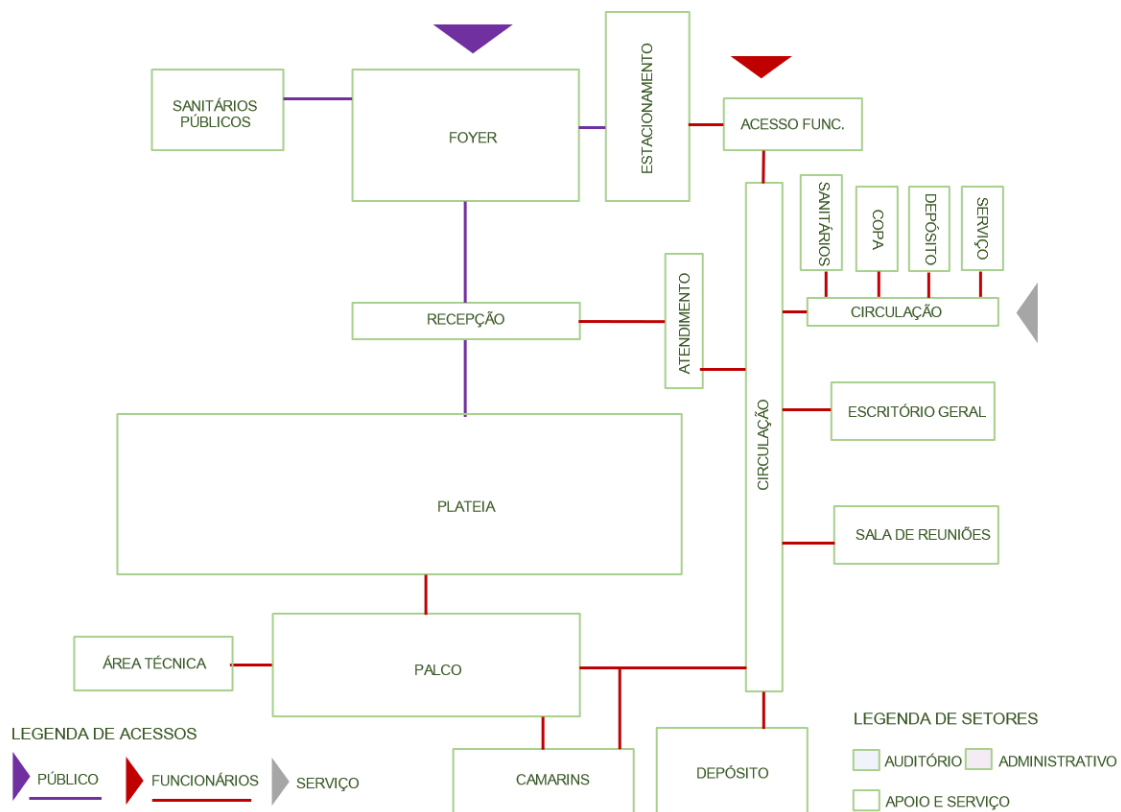 SANITÁRIOS
PÚBLICOS
FOYER
ESTACIONAMENTO
ACESSO FUNC.
SANITÁRIOS
COPA
DEPÓSITO
SERVIÇO
CIRCULAÇÃO
RECEPÇÃO
ATENDIMENTO
CIRCULAÇÃO
ESCRITÓRIO GERAL
PLATEIA
SALA DE REUNIÕES
ÁREA TÉCNICA
PALCO
CAMARINS
DEPÓSITO
LEGENDA DE ACESSOS
PÚBLICO
FUNCIONÁRIOS
SERVIÇO
LEGENDA DE SETORES
AUDITÓRIO
ADMINISTRATIVO
APOIO E SERVIÇO